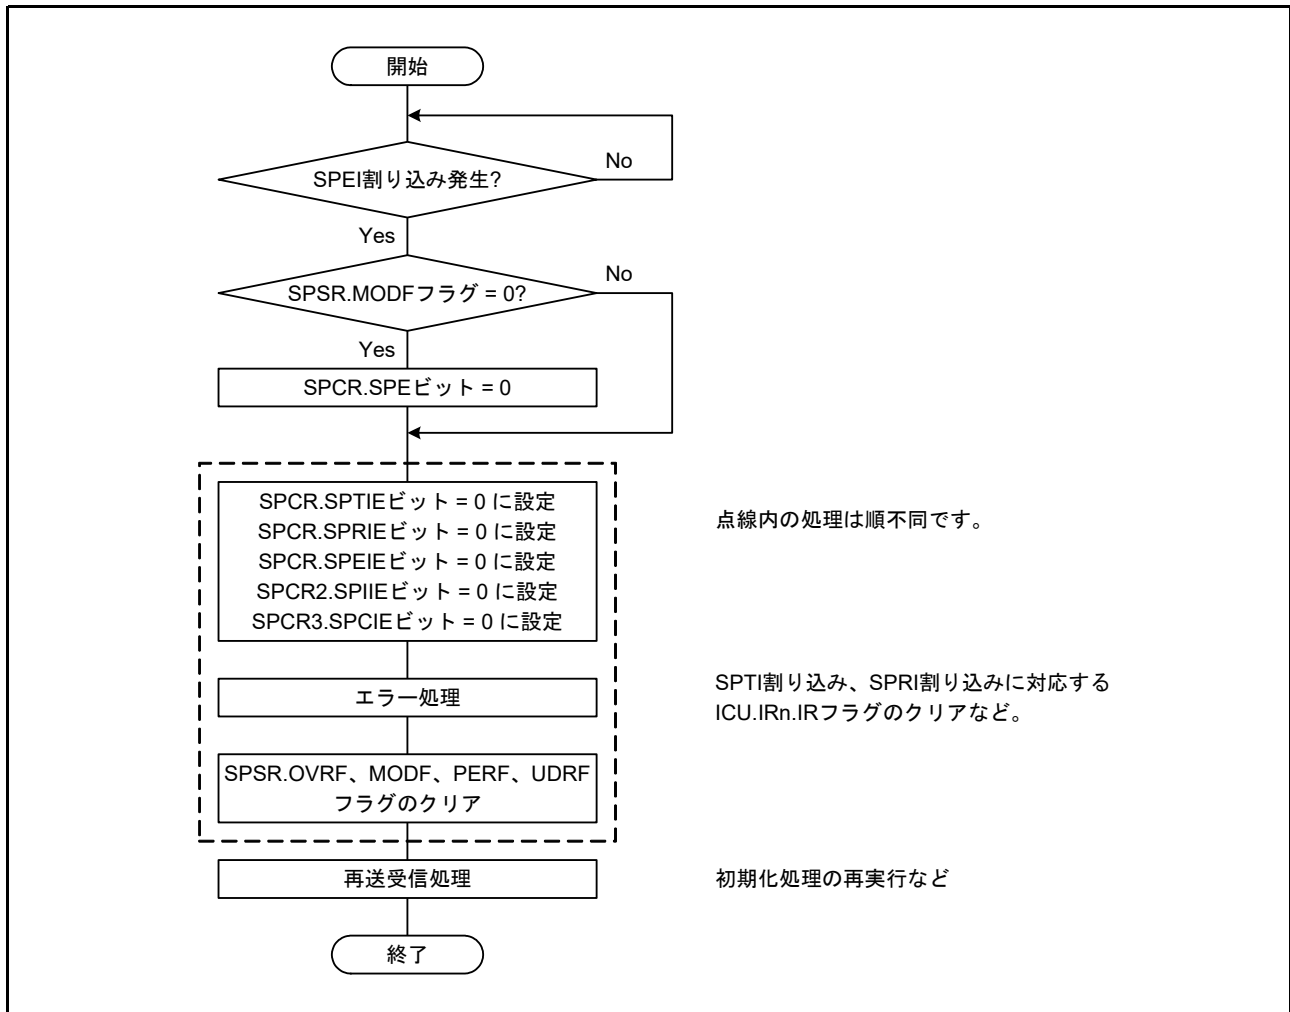 開始
No
SPEI割り込み発生?
Yes
No
SPSR.MODFフラグ = 0?
Yes
SPCR.SPEビット = 0
SPCR.SPTIEビット = 0 に設定
SPCR.SPRIEビット = 0 に設定
SPCR.SPEIEビット = 0 に設定
SPCR2.SPIIEビット = 0 に設定
SPCR3.SPCIEビット = 0 に設定
点線内の処理は順不同です。
エラー処理
SPTI割り込み、SPRI割り込みに対応する
ICU.IRn.IRフラグのクリアなど。
SPSR.OVRF、MODF、PERF、UDRF
フラグのクリア
再送受信処理
初期化処理の再実行など
終了